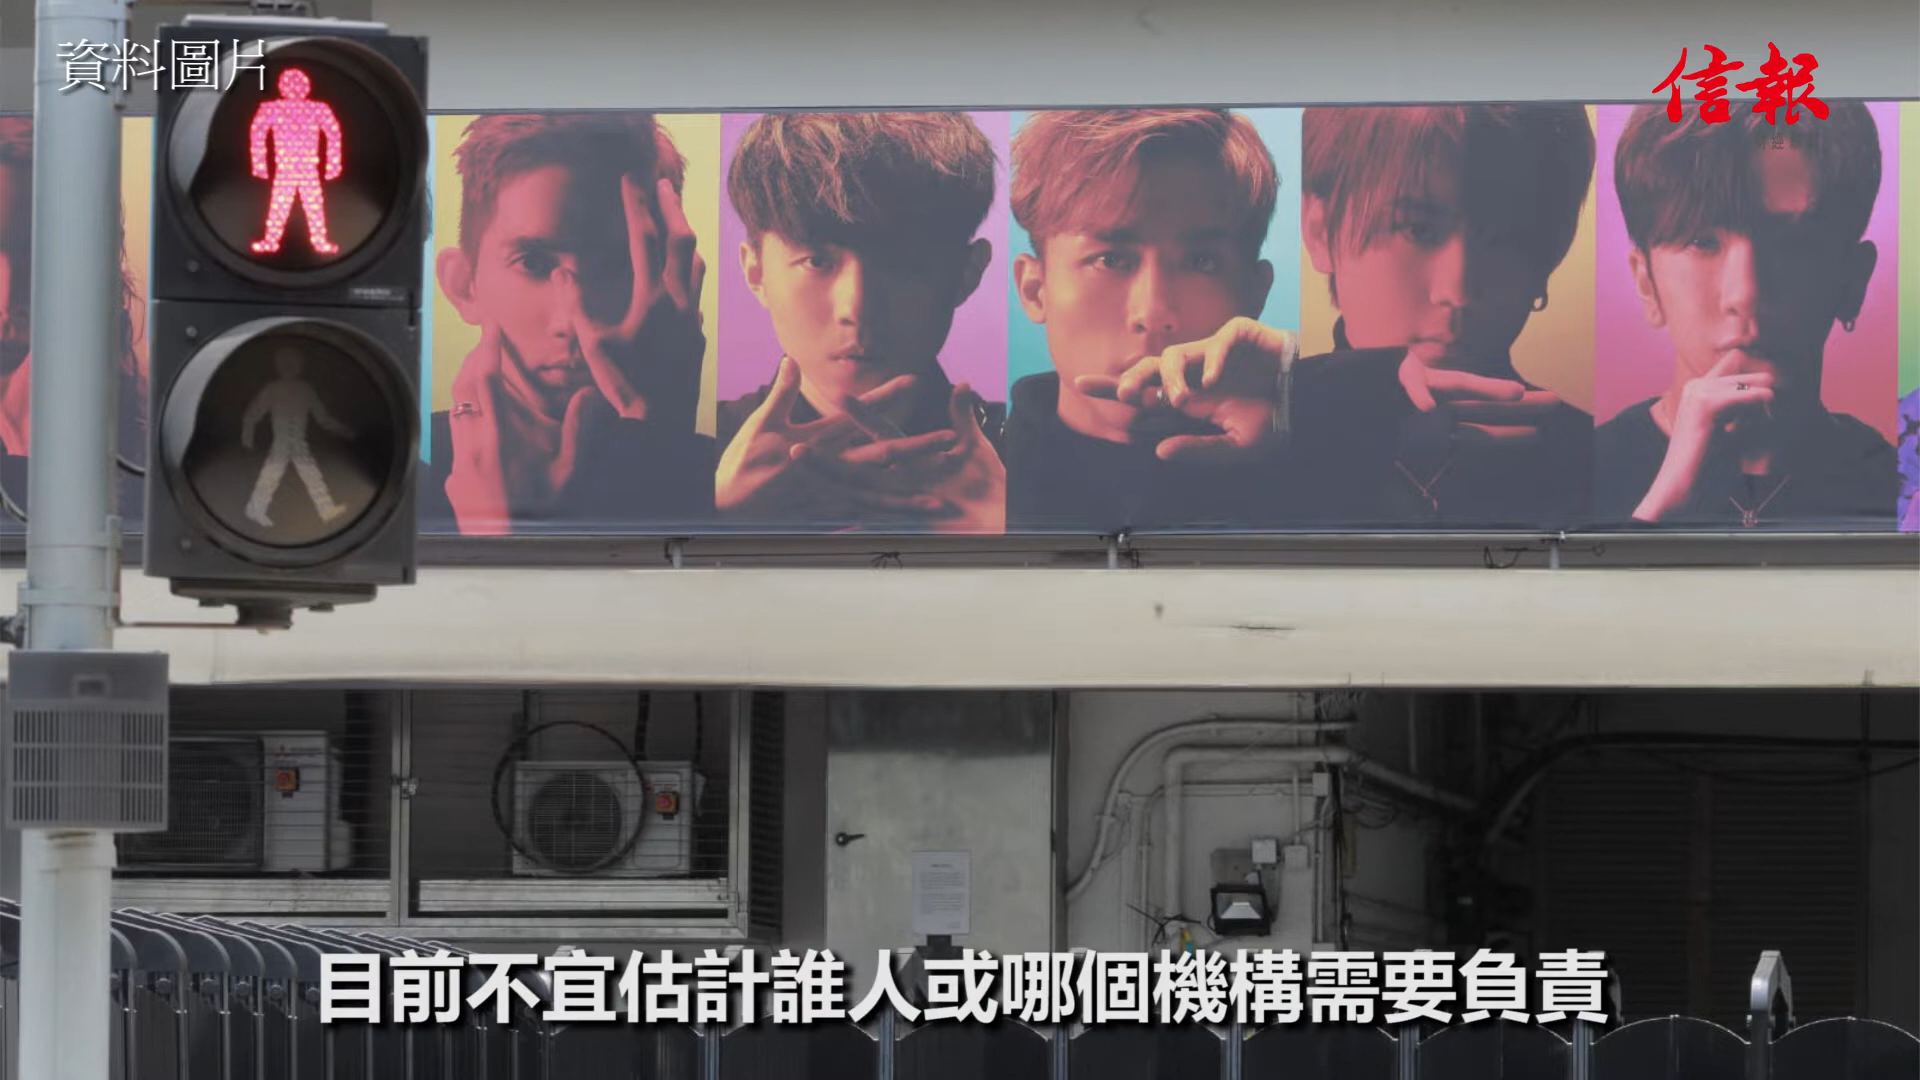 資料圖片
信報
目前不宜估計誰人或哪個機構需要負責